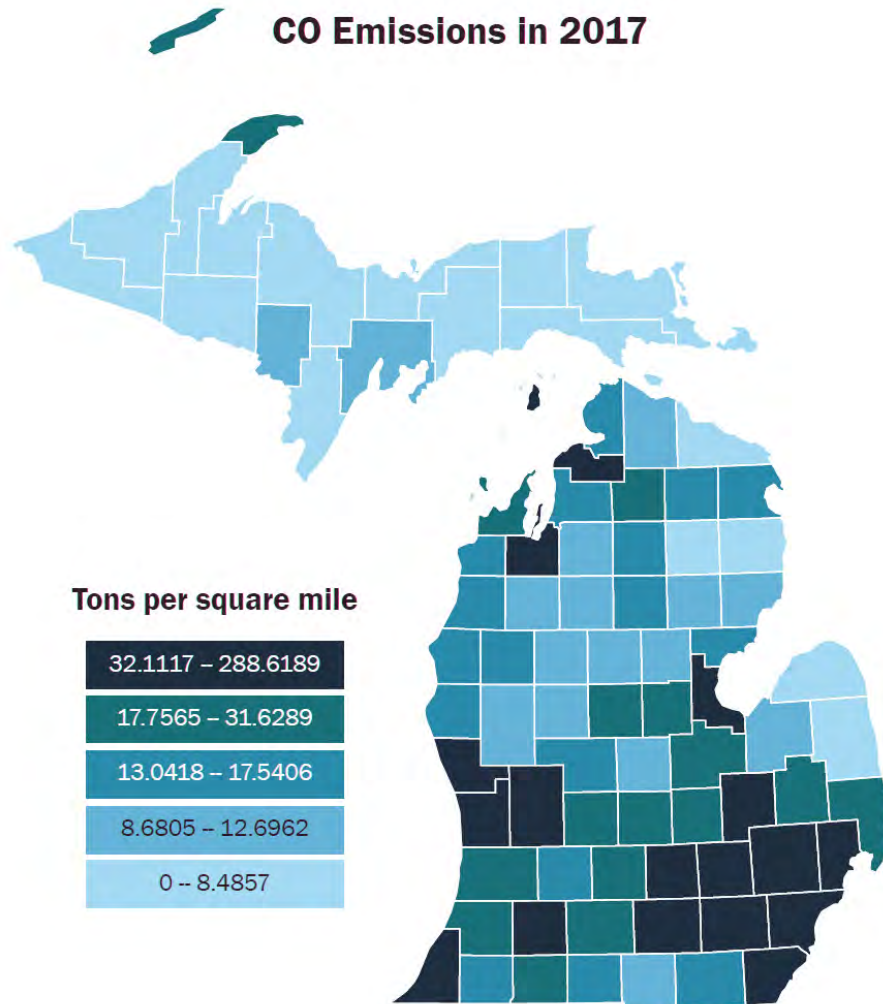 CO Emissions in 2017
Tons per square mile
32.1117 – 288.6189
17.7565 – 31.6289
13.0418 – 17.5406
8.6805 – 12.6962
0 – 8.4857